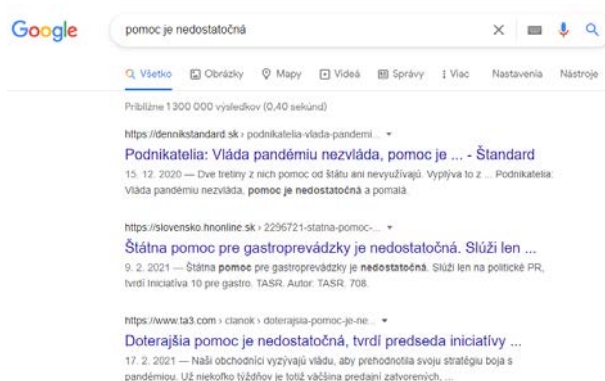 Google
pomoc je nedostatočná
Všetko Obrázky Mapy Videá Správy Viac Nastavenia Nástroje
Približne 1 300 000 výsledkov (0,40 sekúnd)
https://dennikstandard.sk › podnikatelia-vlada-pandemi...
Podnikatelia: Vláda pandémiu nezvláda, pomoc je ... - Štandard
15. 12. 2020 — Dve tretiny z nich pomoc od štátu ani nevyužívajú. Vyplýva to z ... Podnikatelia:
Vláda pandémiu nezvláda, pomoc je nedostatočná a pomalá.
https://slovensko.hnonline.sk › 2296721-statna-pomoc-...
Štátna pomoc pre gastroprevádzky je nedostatočná. Slúži len ...
9. 2. 2021 — Štátna pomoc pre gastroprevádzky je nedostatočná. Slúži len na politické PR,
tvrdí Iniciatíva 10 pre gastro. TASR. Autor: TASR. 708.
https://www.ta3.com › clanok › doterajsia-pomoc-je-ne...
Doterajšia pomoc je nedostatočná, tvrdí predseda iniciatívy ...
17. 2. 2021 — Naši obchodníci vyzývajú vládu, aby prehodnotila svoju stratégiu boja s
pandémiou. Už niekoľko týždňov je totiž väčšina predajní zatvorených, ...